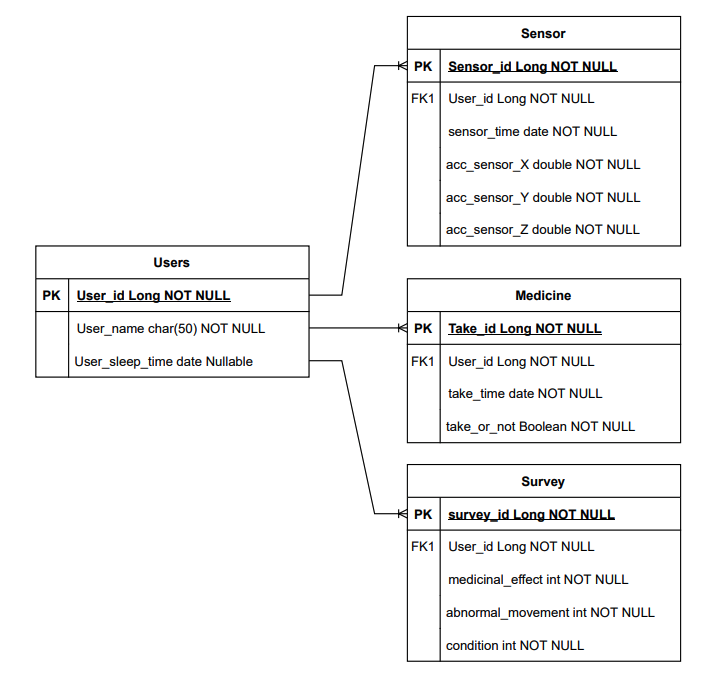 Sensor
PK Sensor_id Long NOT NULL
FK1 User_id Long NOT NULL
sensor_time date NOT NULL
acc_sensor_X double NOT NULL
acc_sensor_Y double NOT NULL
acc_sensor_Z double NOT NULL
Users
PK User_id Long NOT NULL
User_name char(50) NOT NULL
User_sleep_time date Nullable
Medicine
PK Take_id Long NOT NULL
FK1 User_id Long NOT NULL
take_time date NOT NULL
take_or_not Boolean NOT NULL
Survey
PK survey_id Long NOT NULL
FK1 User_id Long NOT NULL
medicinal_effect int NOT NULL
abnormal_movement int NOT NULL
condition int NOT NULL